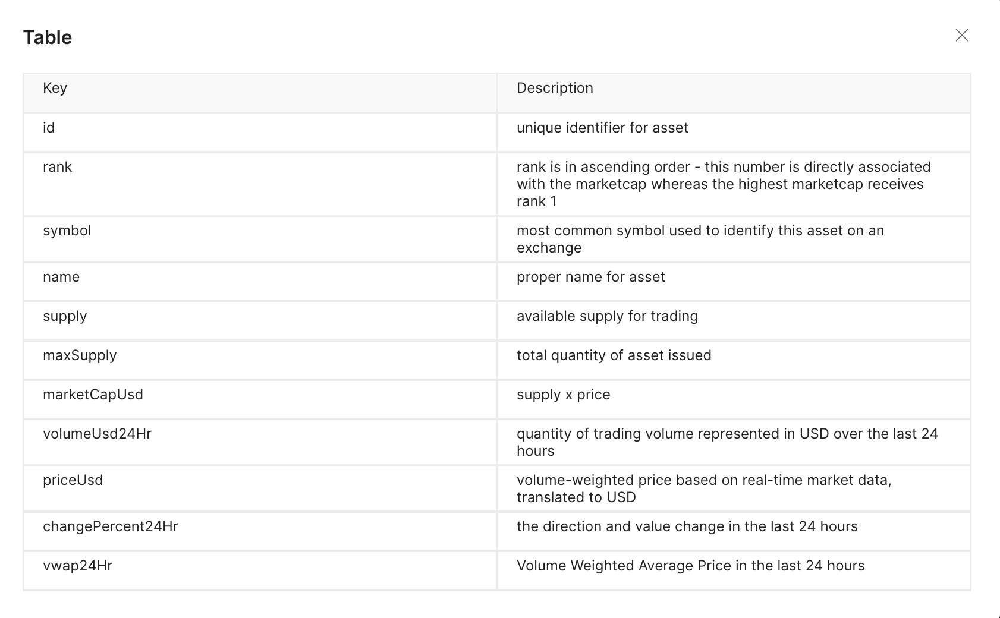 Table
Key
Description
id
unique identifier for asset
rank
rank is in ascending order - this number is directly associated
with the marketcap whereas the highest marketcap receives
rank 1
symbol
most common symbol used to identify this asset on an
exchange
name
proper name for asset
supply
available supply for trading
maxSupply
total quantity of asset issued
marketCapUsd
supply x price
volumeUsd24Hr
quantity of trading volume represented in USD over the last 24
hours
priceUsd
volume-weighted price based on real-time market data,
translated to USD
changePercent24Hr
the direction and value change in the last 24 hours
vwap24Hr
Volume Weighted Average Price in the last 24 hours